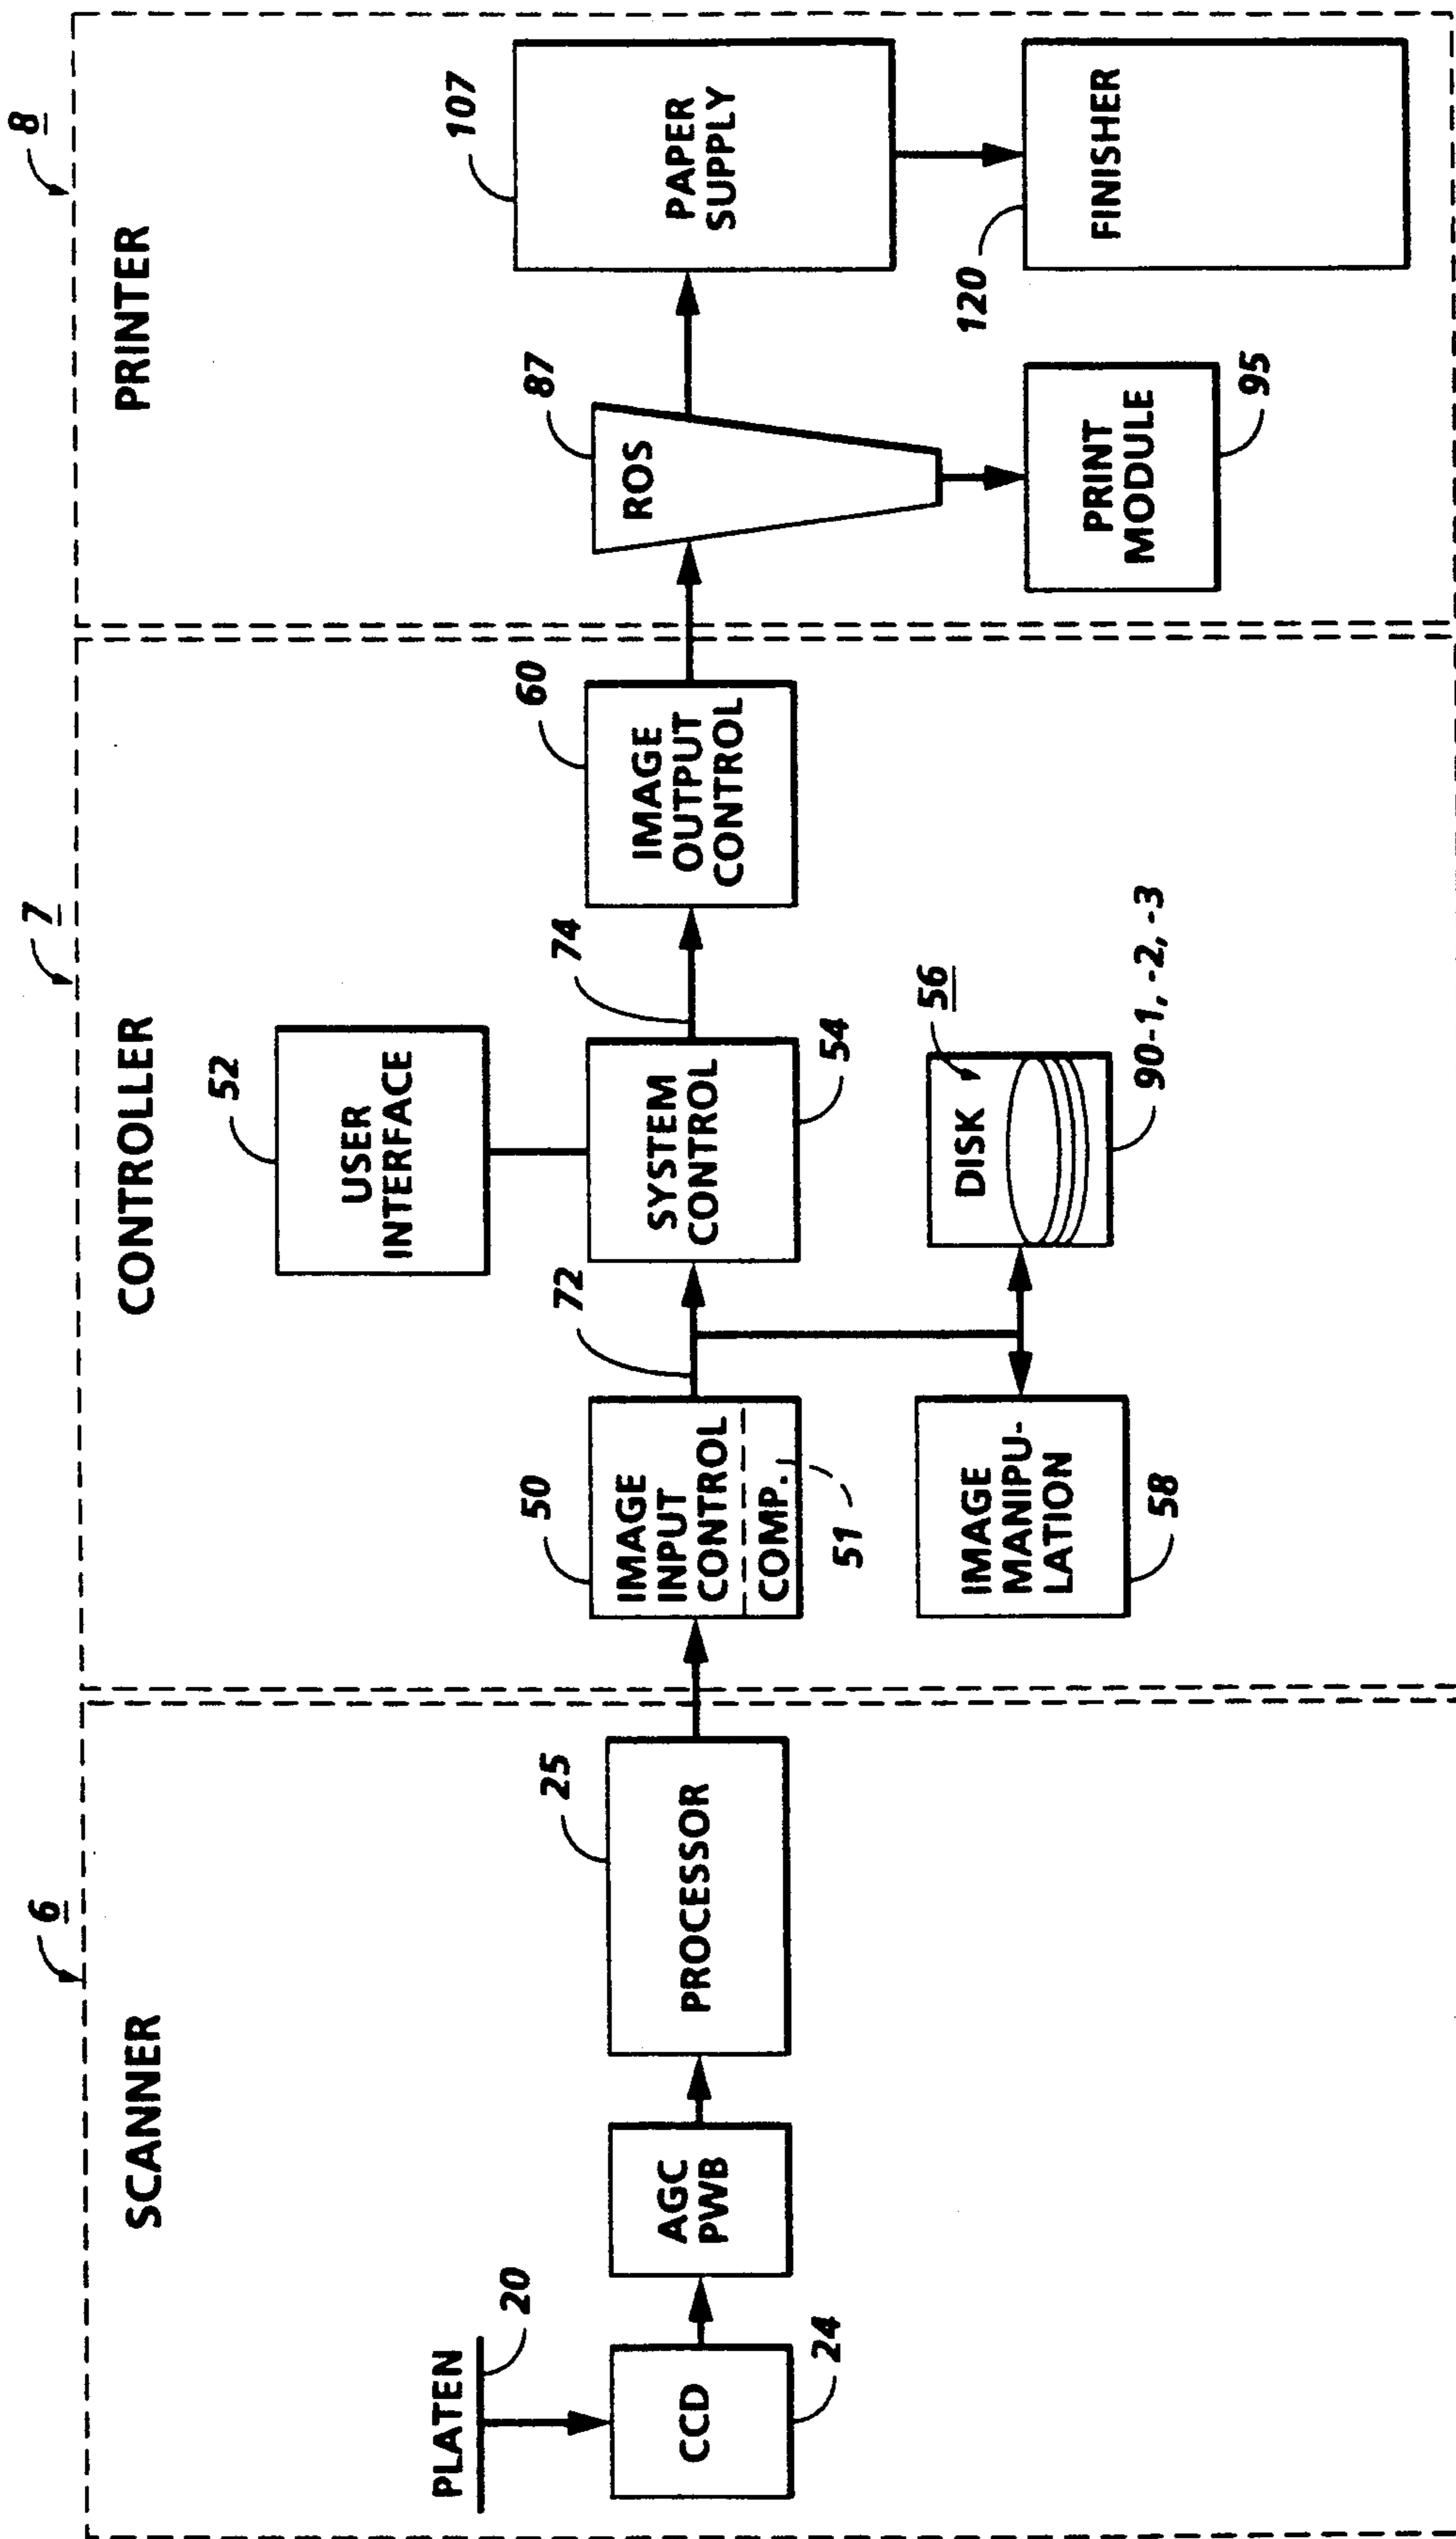 6
SCANNER
PLATEN
20
CCD
24
AGC
PWB
PROCESSOR
25
7
CONTROLLER
USER
INTERFACE
52
IMAGE
INPUT
CONTROL
COMP.
50
51
72
SYSTEM
CONTROL
54
74
IMAGE
OUTPUT
CONTROL
60
IMAGE
MANIPU-
LATION
58
DISK
56
90-1, -2, -3
8
PRINTER
ROS
87
PRINT
MODULE
95
PAPER
SUPPLY
107
FINISHER
120